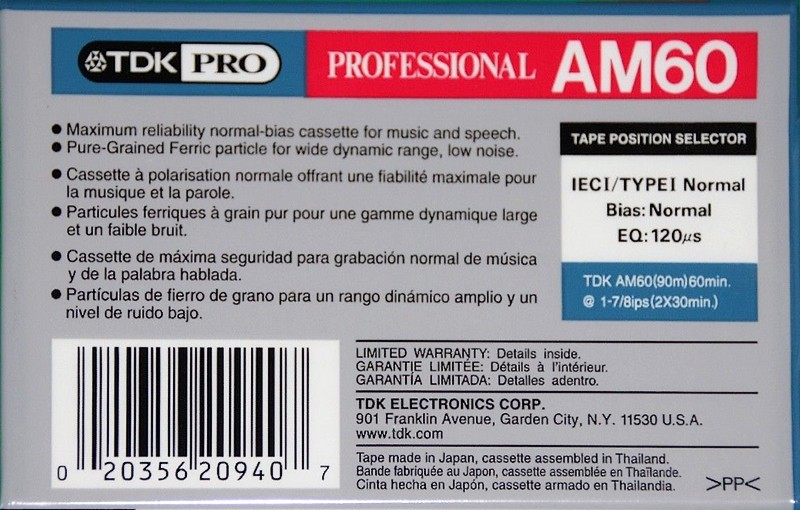 TDK PRO PROFESSIONAL AM60
● Maximum reliability normal-bias cassette for music and speech.
● Pure-Grained Ferric particle for wide dynamic range, low noise.
● Cassette à polarisation normale offrant une fiabilité maximale pour
la musique et la parole.
● Particules ferriques à grain pur pour une gamme dynamique large
et un faible bruit.
● Cassette de máxima seguridad para grabación normal de música
y de la palabra hablada.
● Partículas de fierro de grano para un rango dinámico amplio y un
nivel de ruido bajo.
TAPE POSITION SELECTOR
IECI/TYPEI Normal
Bias: Normal
EQ: 120μs
TDK AM60(90m)60min.
@ 1-7/8ips(2X30min.)
0 20356 20940 7
LIMITED WARRANTY: Details inside.
GARANTIE LIMITÉE: Détails à l'intérieur.
GARANTÍA LIMITADA: Detalles adentro.
TDK ELECTRONICS CORP.
901 Franklin Avenue, Garden City, N.Y. 11530 U.S.A.
www.tdk.com
Tape made in Japan, cassette assembled in Thailand.
Bande fabriquée au Japon, cassette assemblée en Thaïlande.
Cinta hecha en Japón, cassette armado en Thailandia.
>PP<